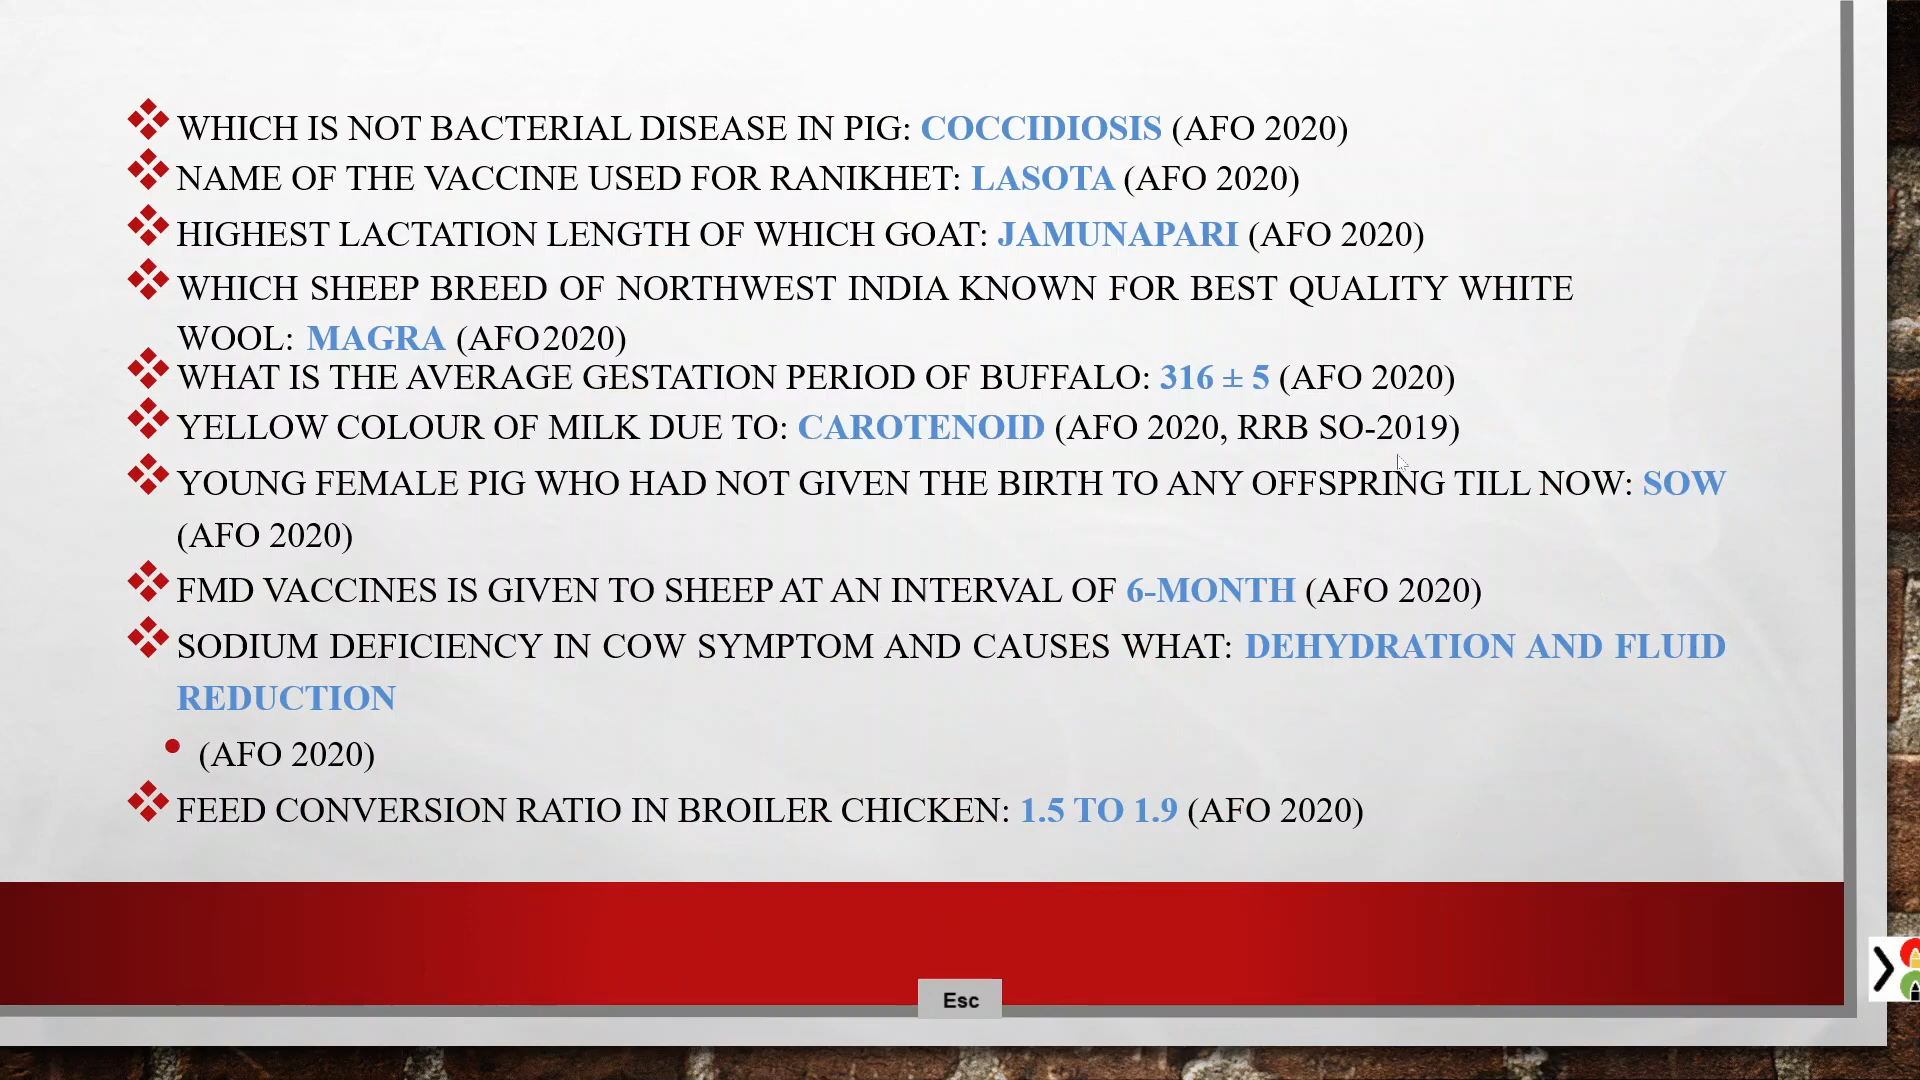 WHICH IS NOT BACTERIAL DISEASE IN PIG: COCCIDIOSIS (AFO 2020)
NAME OF THE VACCINE USED FOR RANIKHET: LASOTA (AFO 2020)
HIGHEST LACTATION LENGTH OF WHICH GOAT: JAMUNAPARI (AFO 2020)
WHICH SHEEP BREED OF NORTHWEST INDIA KNOWN FOR BEST QUALITY WHITE
WOOL: MAGRA (AFO 2020)
WHAT IS THE AVERAGE GESTATION PERIOD OF BUFFALO: 316 ± 5 (AFO 2020)
YELLOW COLOUR OF MILK DUE TO: CAROTENOID (AFO 2020, RRB SO-2019)
YOUNG FEMALE PIG WHO HAD NOT GIVEN THE BIRTH TO ANY OFFSPRING TILL NOW: SOW
(AFO 2020)
FMD VACCINES IS GIVEN TO SHEEP AT AN INTERVAL OF 6-MONTH (AFO 2020)
SODIUM DEFICIENCY IN COW SYMPTOM AND CAUSES WHAT: DEHYDRATION AND FLUID
REDUCTION
(AFO 2020)
FEED CONVERSION RATIO IN BROILER CHICKEN: 1.5 TO 1.9 (AFO 2020)
Esc